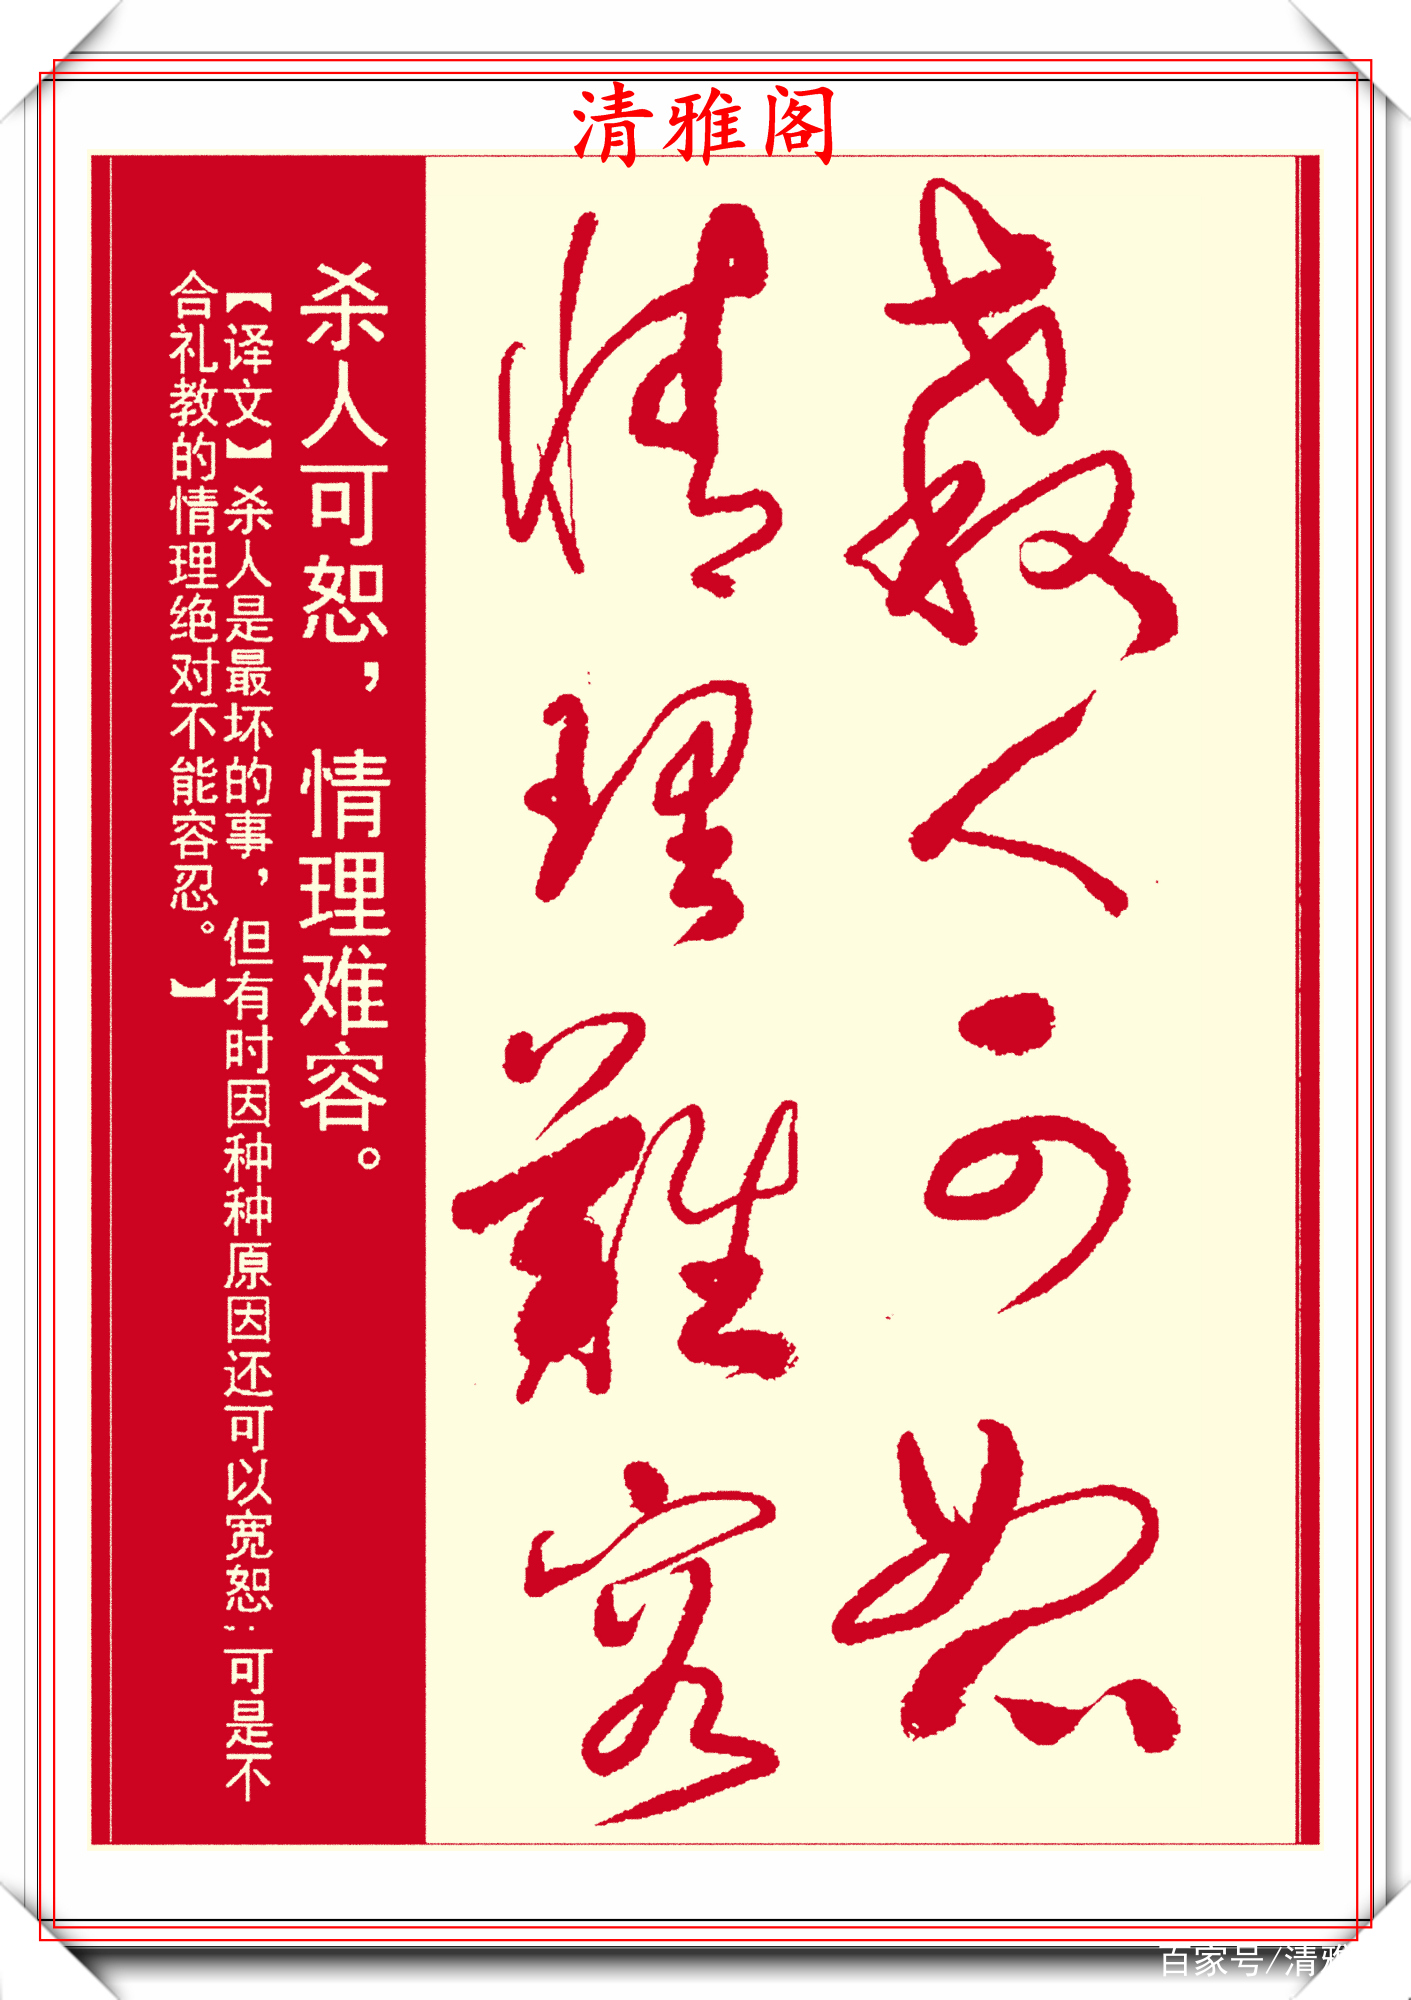 清雅阁
殺人可恕
情理難容
杀人可恕，情理难容。
【译文】杀人是最坏的事，但有时因种种原因还可以宽恕；可是不
合礼教的情理绝对不能容忍。】
百家号/清雅